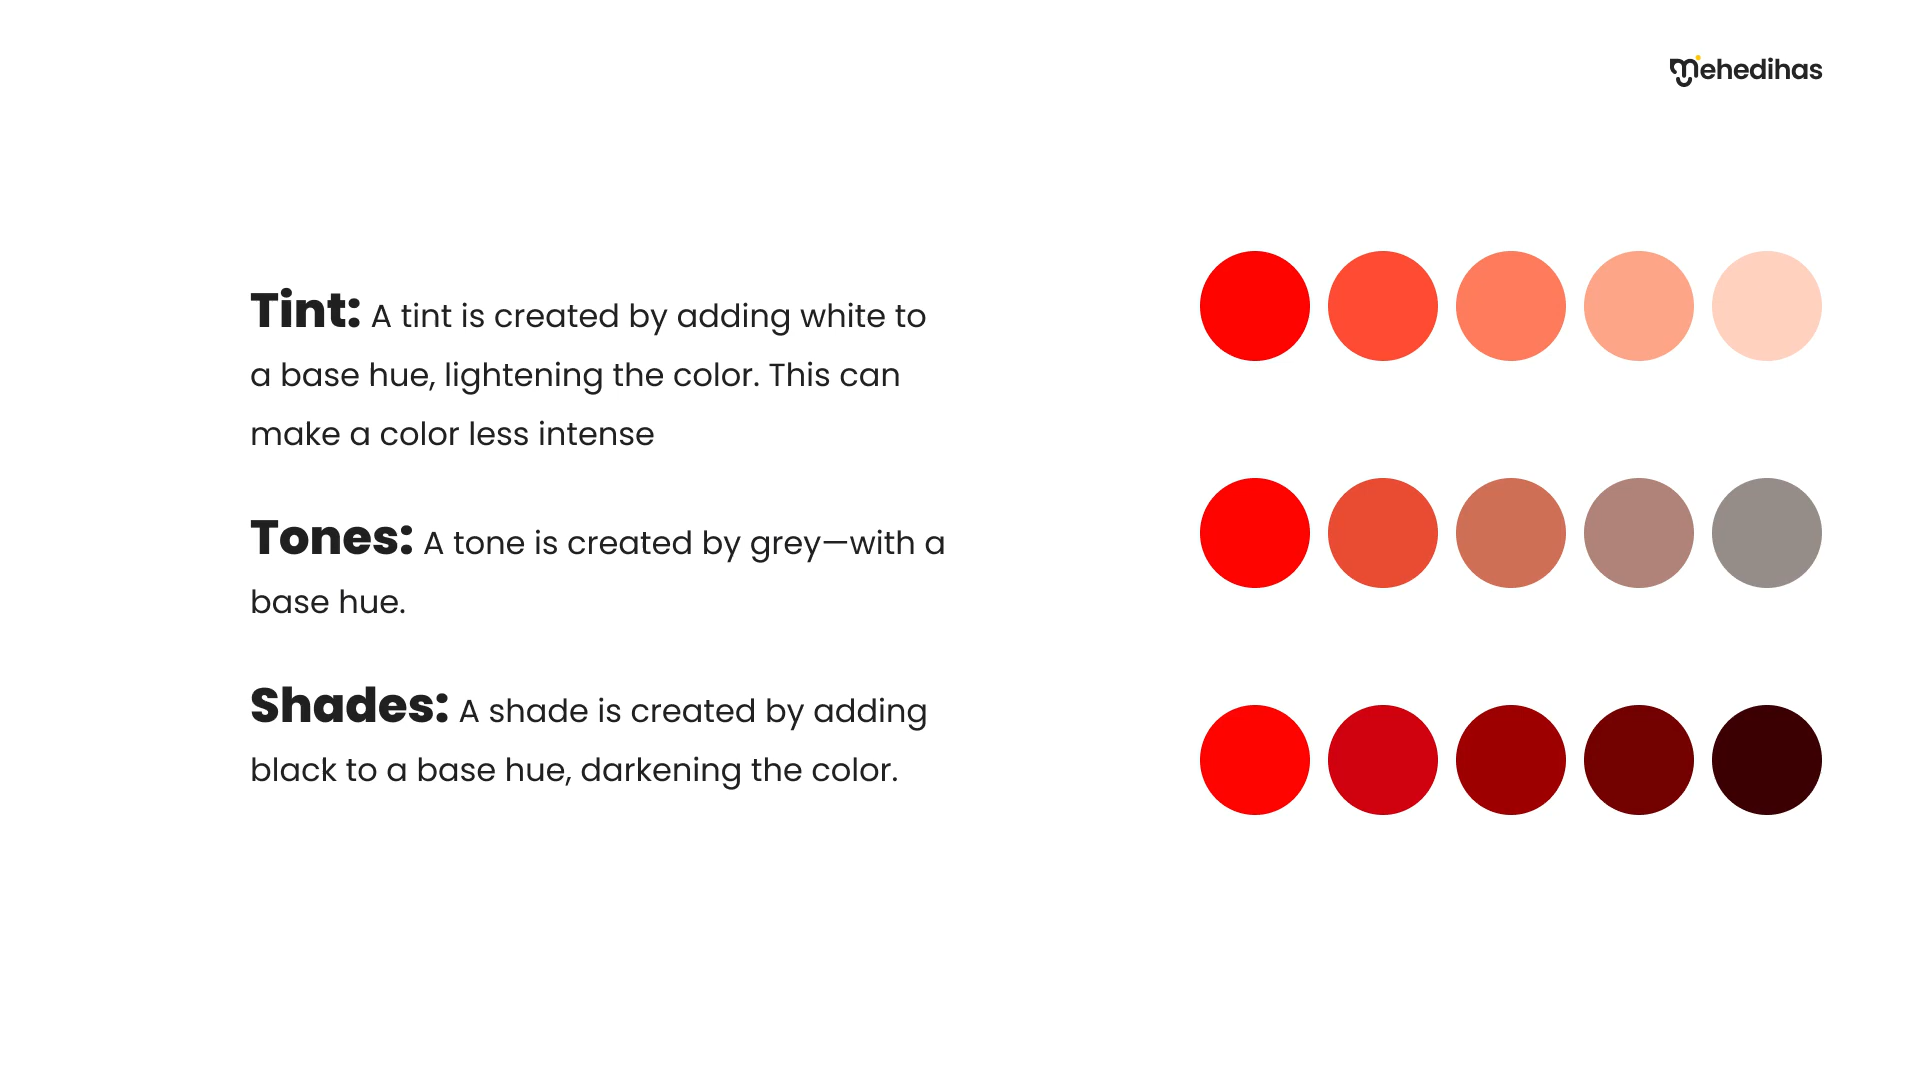 mehedihas
Tint: A tint is created by adding white to
a base hue, lightening the color. This can
make a color less intense
Tones: A tone is created by grey—with a
base hue.
Shades: A shade is created by adding
black to a base hue, darkening the color.